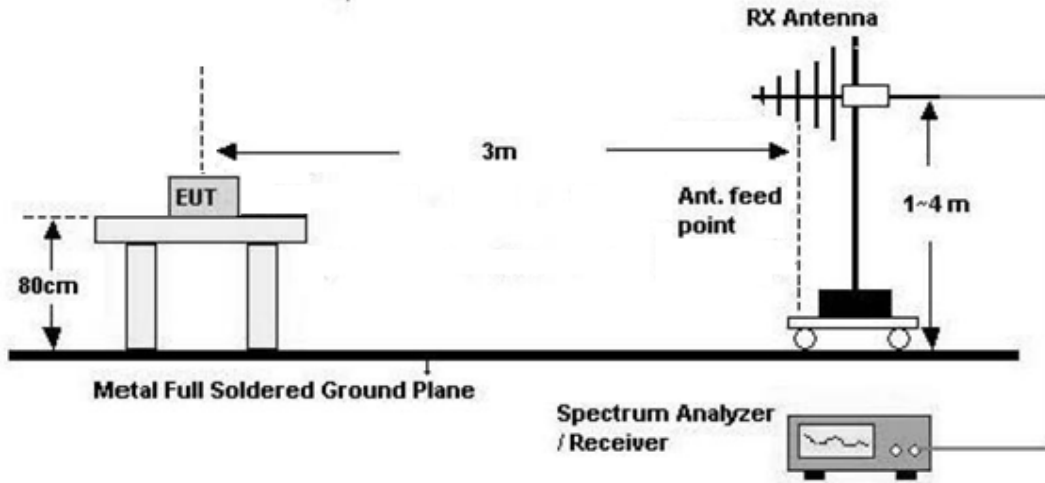 RX Antenna
3m
EUT
Ant. feed
point
1~4 m
80cm
Metal Full Soldered Ground Plane
Spectrum Analyzer
/ Receiver